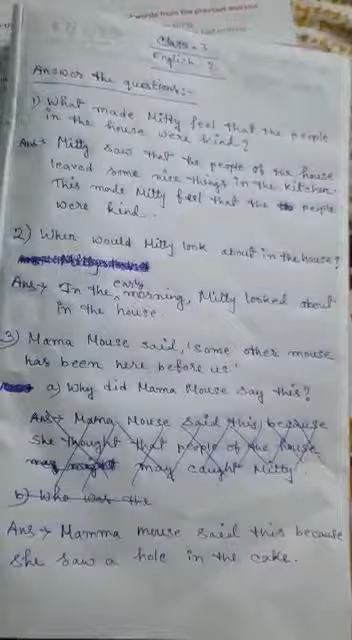 words from the previous
Class - 3
English - 2
Answer the questions:-
1) What made Mitty feel that the people
in the house were kind?
Ans:- Mitty saw that the people of the house
leaved some nice things in the kitchen.
This made Mitty feel that the people
were kind.
2) When would Mitty look about in the house?
Ans → In the early morning, Mitty looked about
in the house.
3) Mama Mouse said, 'some other mouse
has been here before us'
a) Why did Mama Mouse say this?
Ans → Mama Mouse said this because
she thought that people of the house
may caught Mitty
b) Who was the
Ans → Mamma mouse said this because
she saw a hole in the cake.